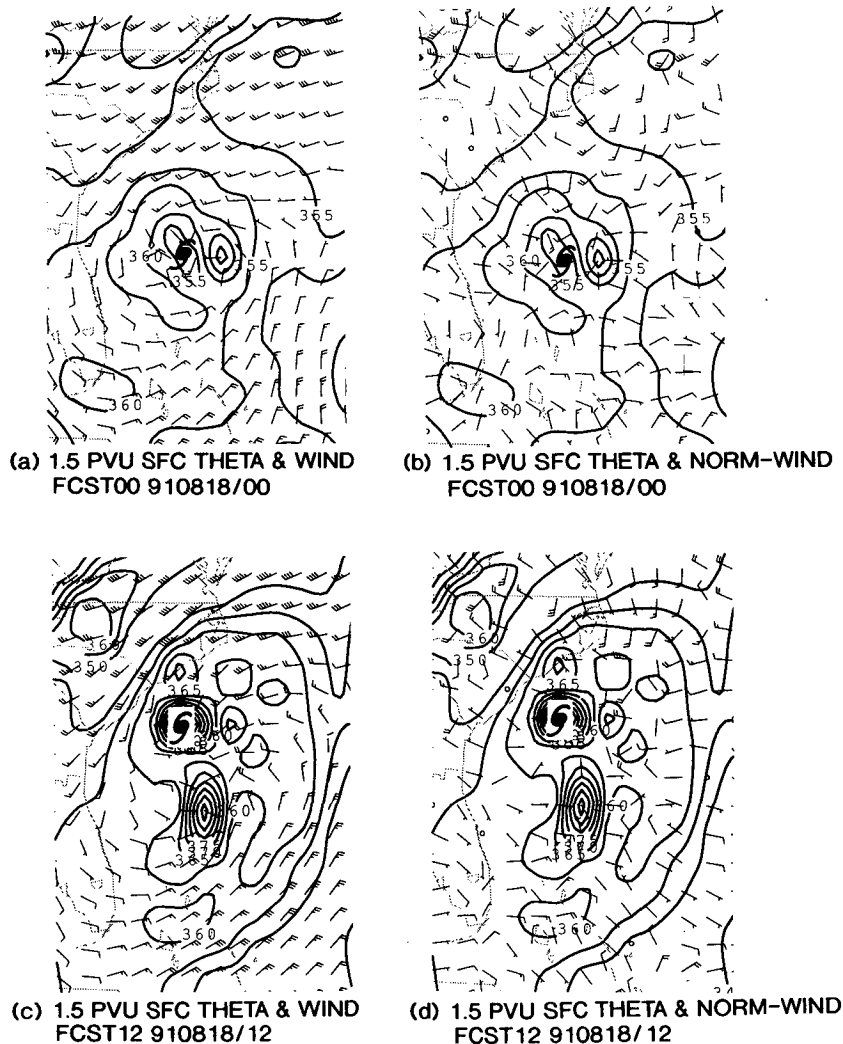 355
360
355
55
360
(a) 1.5 PVU SFC THETA & WIND
FCST00 910818/00
355
360
355
55
360
(b) 1.5 PVU SFC THETA & NORM-WIND
FCST00 910818/00
360
350
365
60
360
(c) 1.5 PVU SFC THETA & WIND
FCST12 910818/12
360
350
365
60
360
34
(d) 1.5 PVU SFC THETA & NORM-WIND
FCST12 910818/12